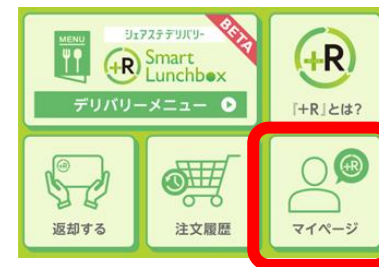 MENU
シェアステデリバリー
BETA
+R Smart
Lunchbox
デリバリーメニュー
+R
『+R』とは?
+R
返却する
注文履歴
+R
マイページ